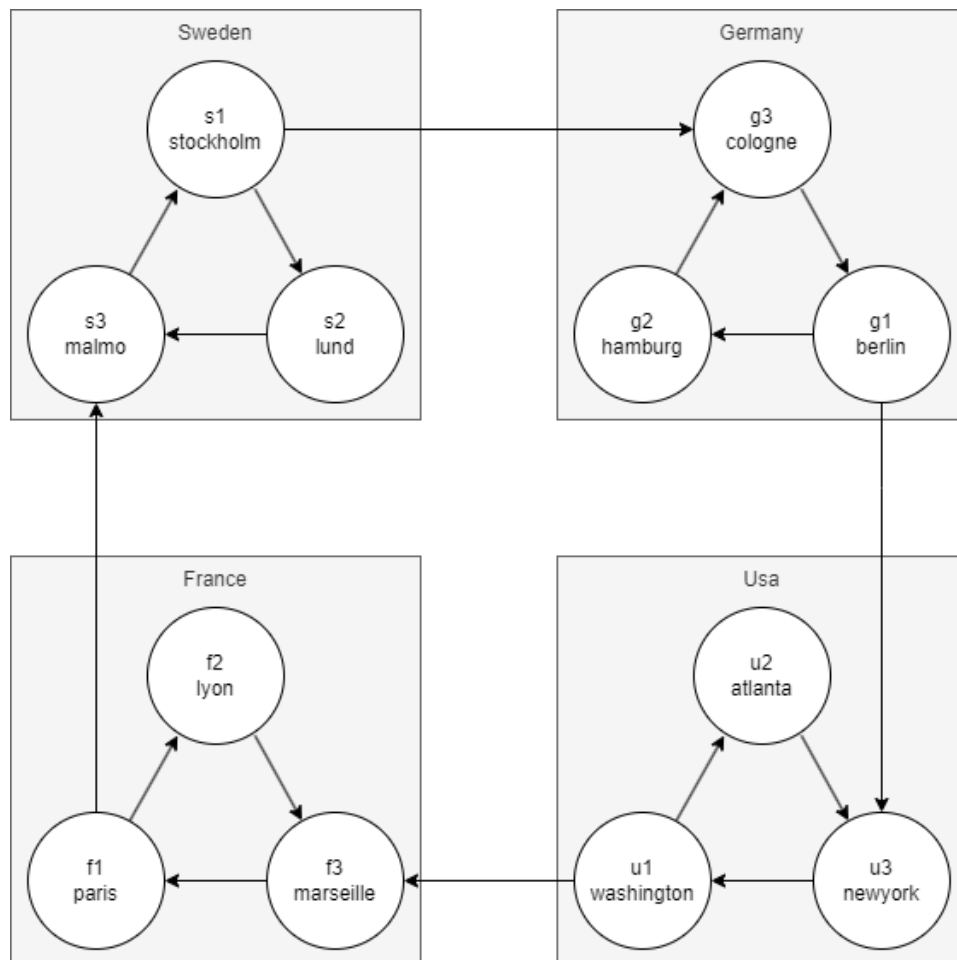 Sweden
s1
stockholm
s3
malmo
s2
lund
Germany
g3
cologne
g2
hamburg
g1
berlin
France
f2
lyon
f1
paris
f3
marseille
Usa
u2
atlanta
u1
washington
u3
newyork